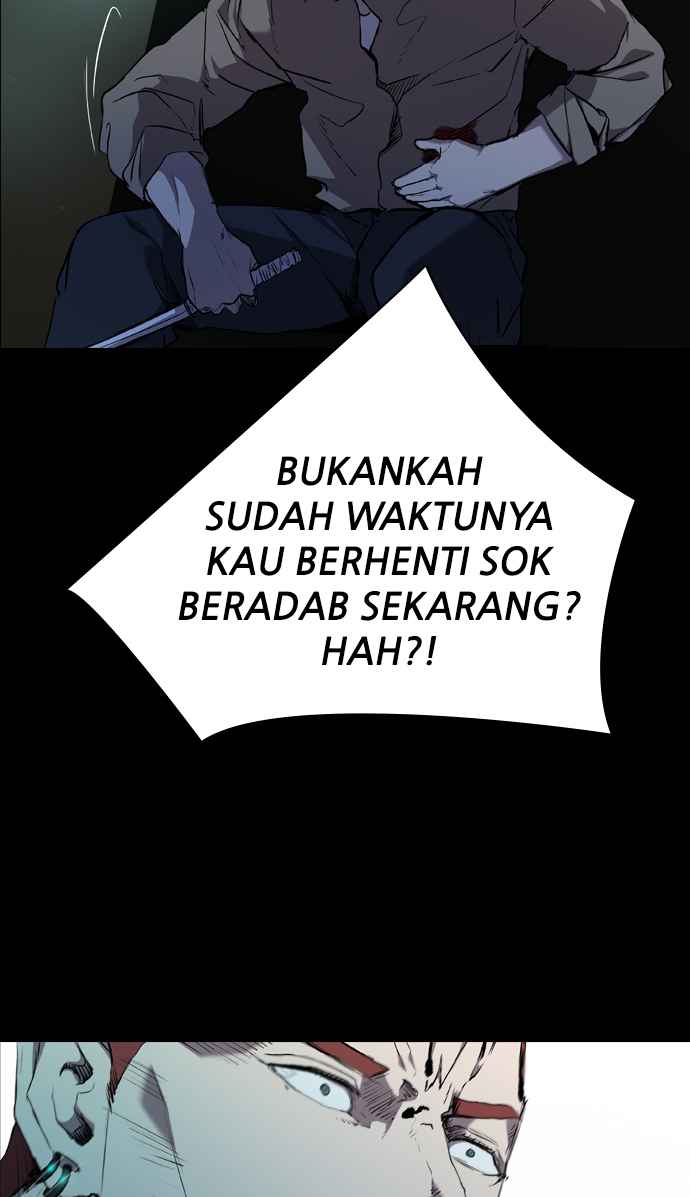 BUKANKAH
SUDAH WAKTUNYA
KAU BERHENTI SOK
BERADAB SEKARANG?
HAH?!